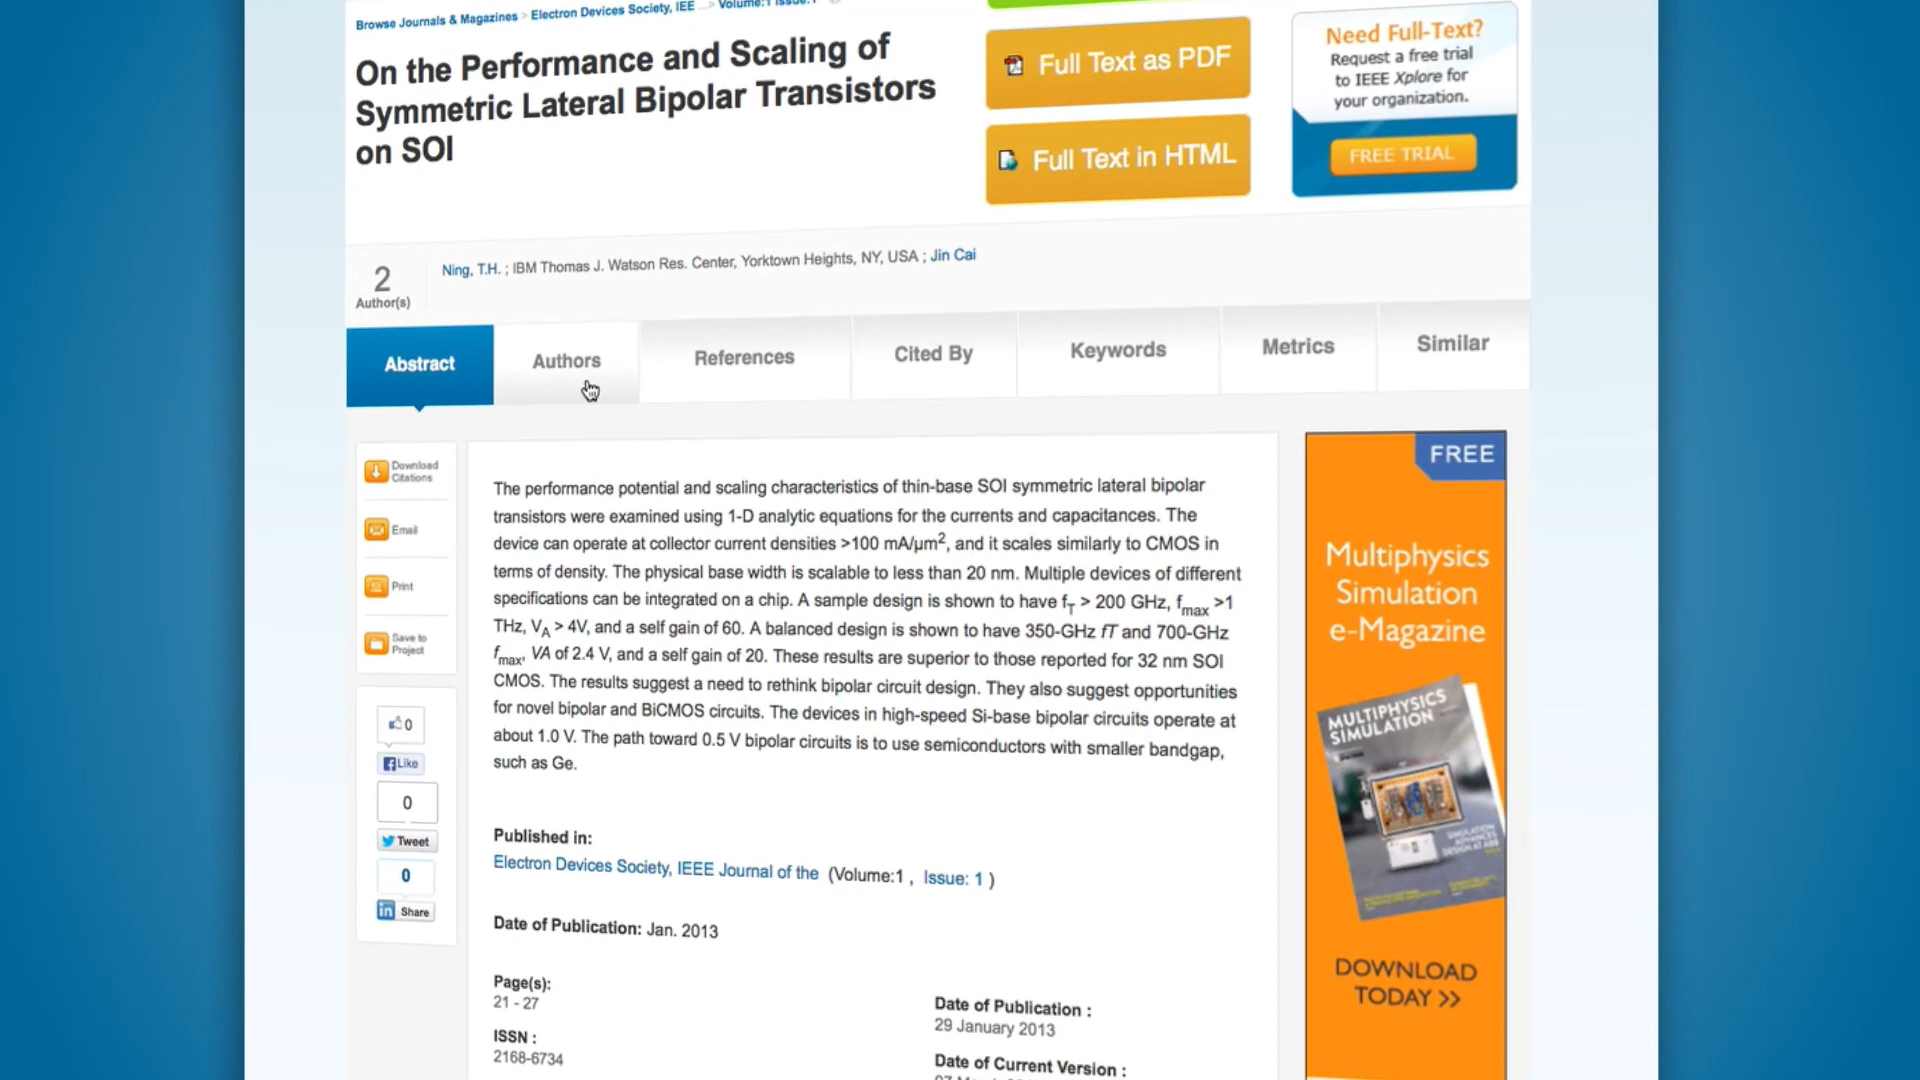 Browse Journals & Magazines > Electron Devices Society, IEE ...> Volume:1 Issue:1
On the Performance and Scaling of
Symmetric Lateral Bipolar Transistors
on SOI
Full Text as PDF
Full Text in HTML
Need Full-Text?
Request a free trial
to IEEE Xplore for
your organization.
FREE TRIAL
2
Author(s)
Ning, T.H. ; IBM Thomas J. Watson Res. Center, Yorktown Heights, NY, USA ; Jin Cai
Abstract
Authors
References
Cited By
Keywords
Metrics
Similar
Download
Citations
Email
Print
Save to
Project
0
Like
0
Tweet
0
in Share
The performance potential and scaling characteristics of thin-base SOI symmetric lateral bipolar
transistors were examined using 1-D analytic equations for the currents and capacitances. The
device can operate at collector current densities >100 mA/μm2, and it scales similarly to CMOS in
terms of density. The physical base width is scalable to less than 20 nm. Multiple devices of different
specifications can be integrated on a chip. A sample design is shown to have fT > 200 GHz, fmax >1
THz, VA > 4V, and a self gain of 60. A balanced design is shown to have 350-GHz fT and 700-GHz
fmax, VA of 2.4 V, and a self gain of 20. These results are superior to those reported for 32 nm SOI
CMOS. The results suggest a need to rethink bipolar circuit design. They also suggest opportunities
for novel bipolar and BiCMOS circuits. The devices in high-speed Si-base bipolar circuits operate at
about 1.0 V. The path toward 0.5 V bipolar circuits is to use semiconductors with smaller bandgap,
such as Ge.
Published in:
Electron Devices Society, IEEE Journal of the (Volume:1 , Issue: 1 )
Date of Publication: Jan. 2013
Page(s):
21 - 27
ISSN :
2168-6734
Date of Publication :
29 January 2013
Date of Current Version :
FREE
Multiphysics
Simulation
e-Magazine
MULTIPHYSICS
SIMULATION
SIMULATION
ADVANCES
DESIGN AT ABB
DOWNLOAD
TODAY >>